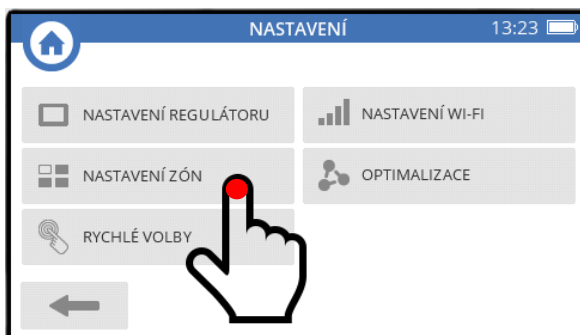 NASTAVENÍ 13:23
NASTAVENÍ REGULÁTORU
NASTAVENÍ WI-FI
NASTAVENÍ ZÓN
OPTIMALIZACE
RYCHLÉ VOLBY